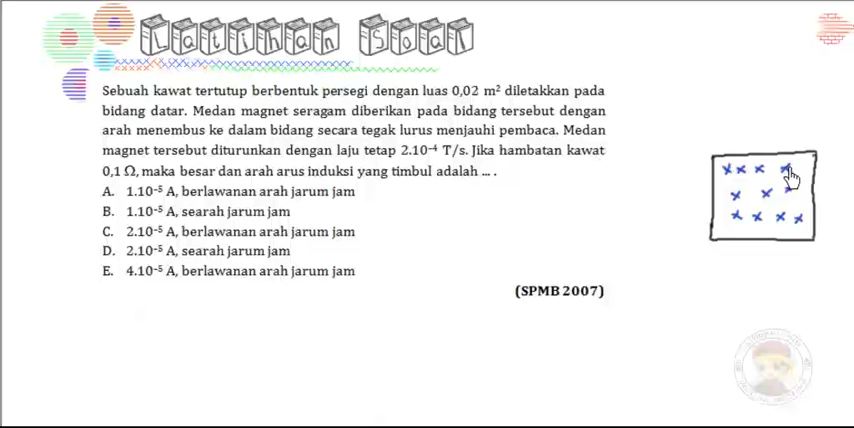 Latihan Soal
Sebuah kawat tertutup berbentuk persegi dengan luas 0,02 m² diletakkan pada
bidang datar. Medan magnet seragam diberikan pada bidang tersebut dengan
arah menembus ke dalam bidang secara tegak lurus menjauhi pembaca. Medan
magnet tersebut diturunkan dengan laju tetap 2.10⁻⁴ T/s. Jika hambatan kawat
0,1 Ω, maka besar dan arah arus induksi yang timbul adalah ... .
A. 1.10⁻⁵ A, berlawanan arah jarum jam
B. 1.10⁻⁵ A, searah jarum jam
C. 2.10⁻⁵ A, berlawanan arah jarum jam
D. 2.10⁻⁵ A, searah jarum jam
E. 4.10⁻⁵ A, berlawanan arah jarum jam
(SPMB 2007)